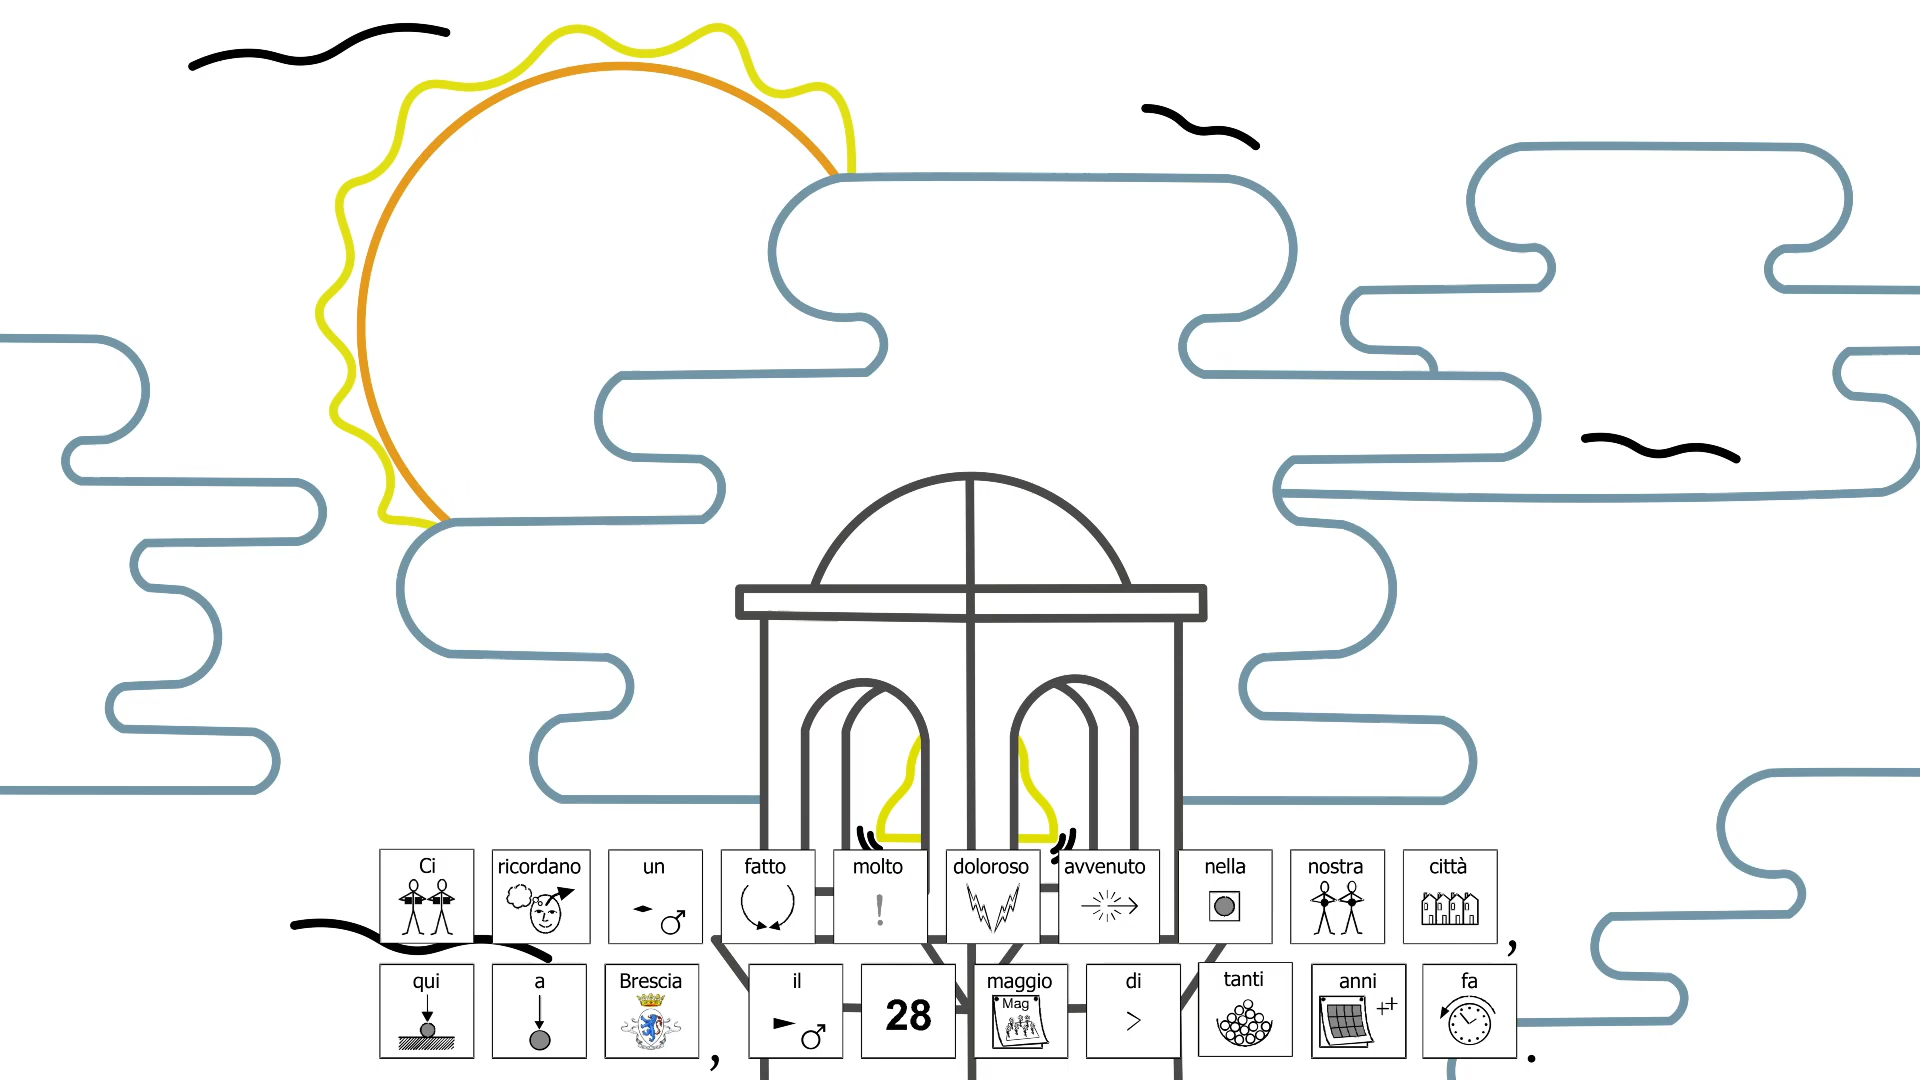 Ci ricordano un fatto molto doloroso avvenuto nella nostra città,
qui a Brescia, il 28 maggio di tanti anni fa.
Mag